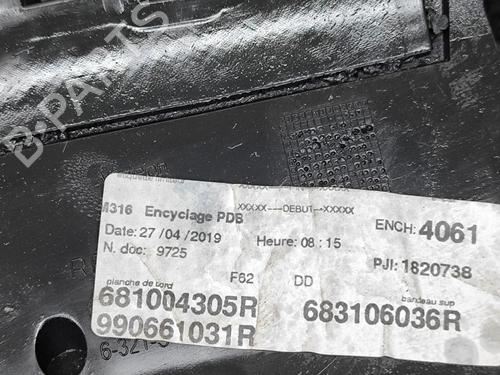 B-PARTS
XXXXX----DEBUT--XXXXX
M316 Encyclage PDB
ENCH: 4061
Date: 27 / 04 / 2019
Heure: 08 : 15
N. doc: 9725
PJI: 1820738
F62
DD
planche de bord
bandeau sup
681004305R
683106036R
990661031R